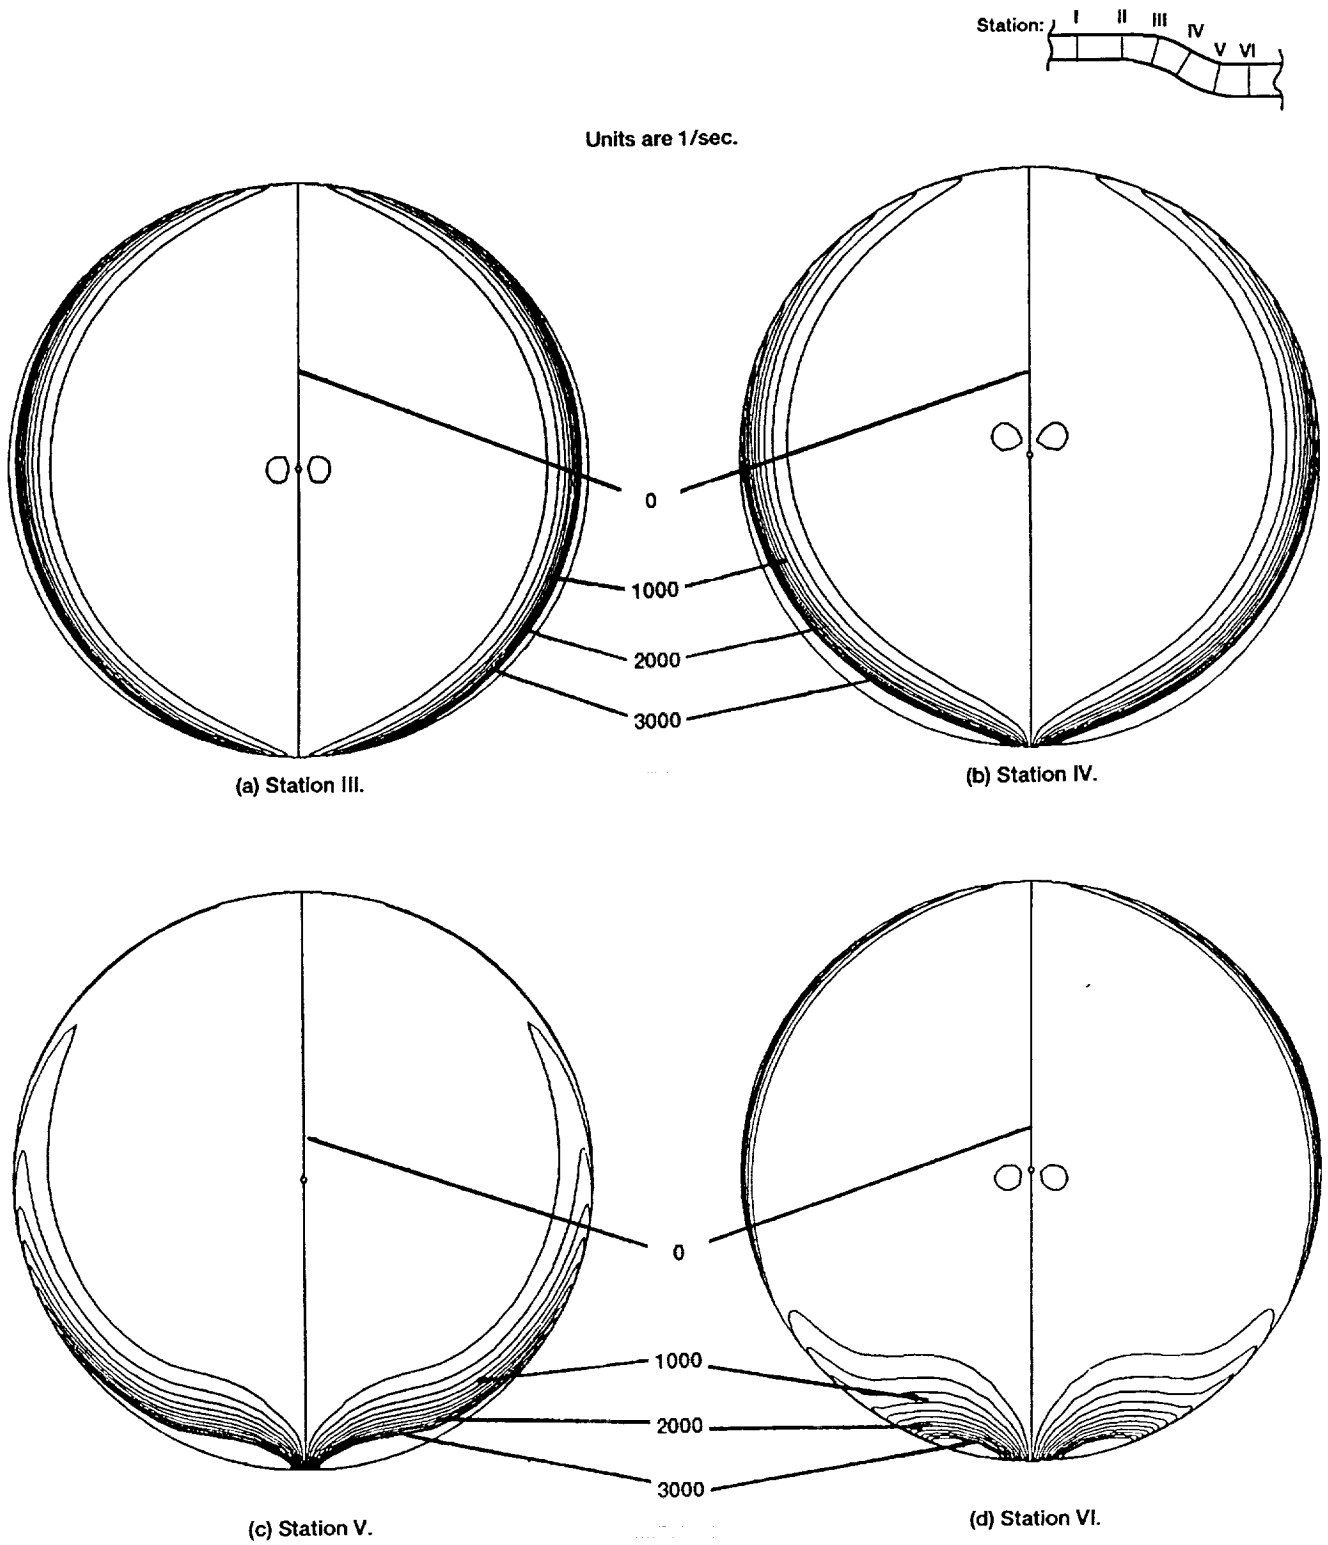 Station:
I II III IV V VI
Units are 1/sec.
0
1000
2000
3000
(a) Station III.
(b) Station IV.
0
1000
2000
3000
(c) Station V.
(d) Station VI.